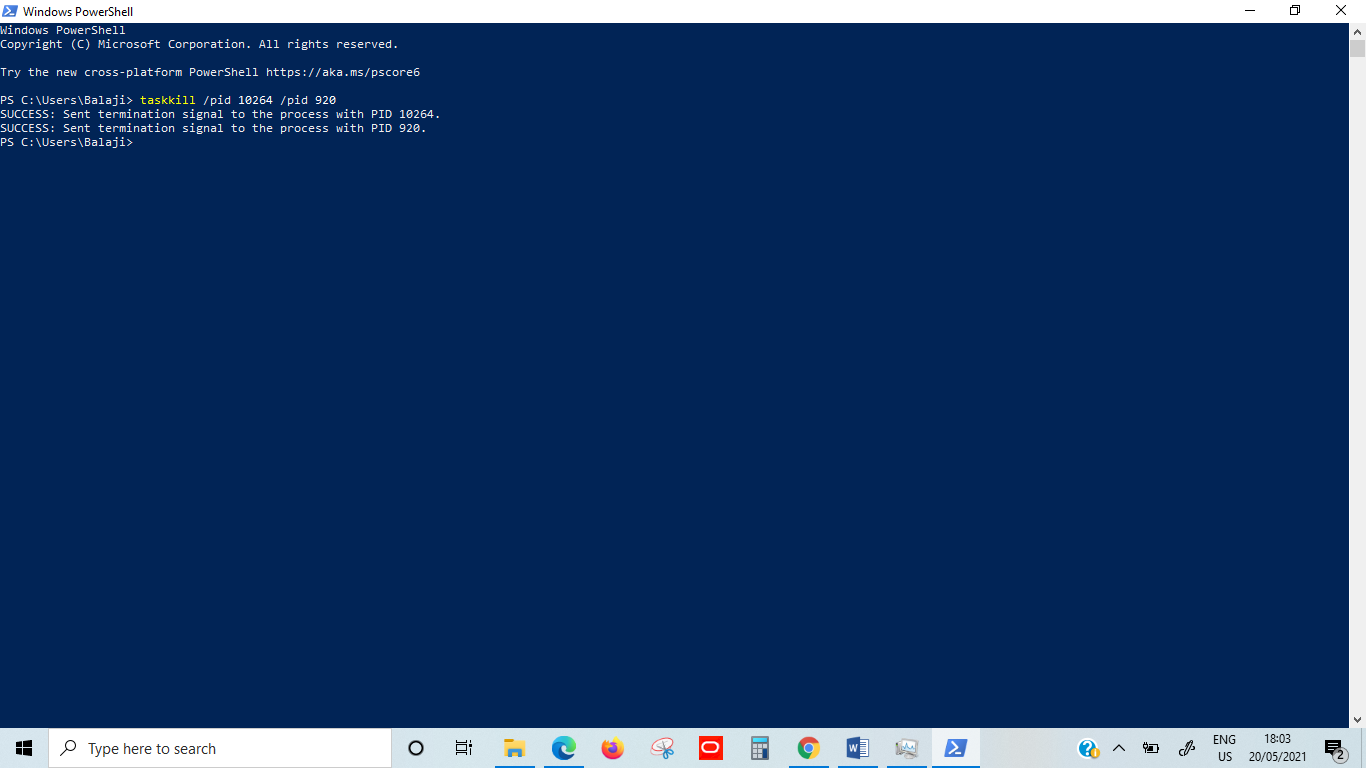 Windows PowerShell
Windows PowerShell
Copyright (C) Microsoft Corporation. All rights reserved.
Try the new cross-platform PowerShell https://aka.ms/pscore6
PS C:\Users\Balaji> taskkill /pid 10264 /pid 920
SUCCESS: Sent termination signal to the process with PID 10264.
SUCCESS: Sent termination signal to the process with PID 920.
PS C:\Users\Balaji>
Type here to search
ENG
US
18:03
20/05/2021
2